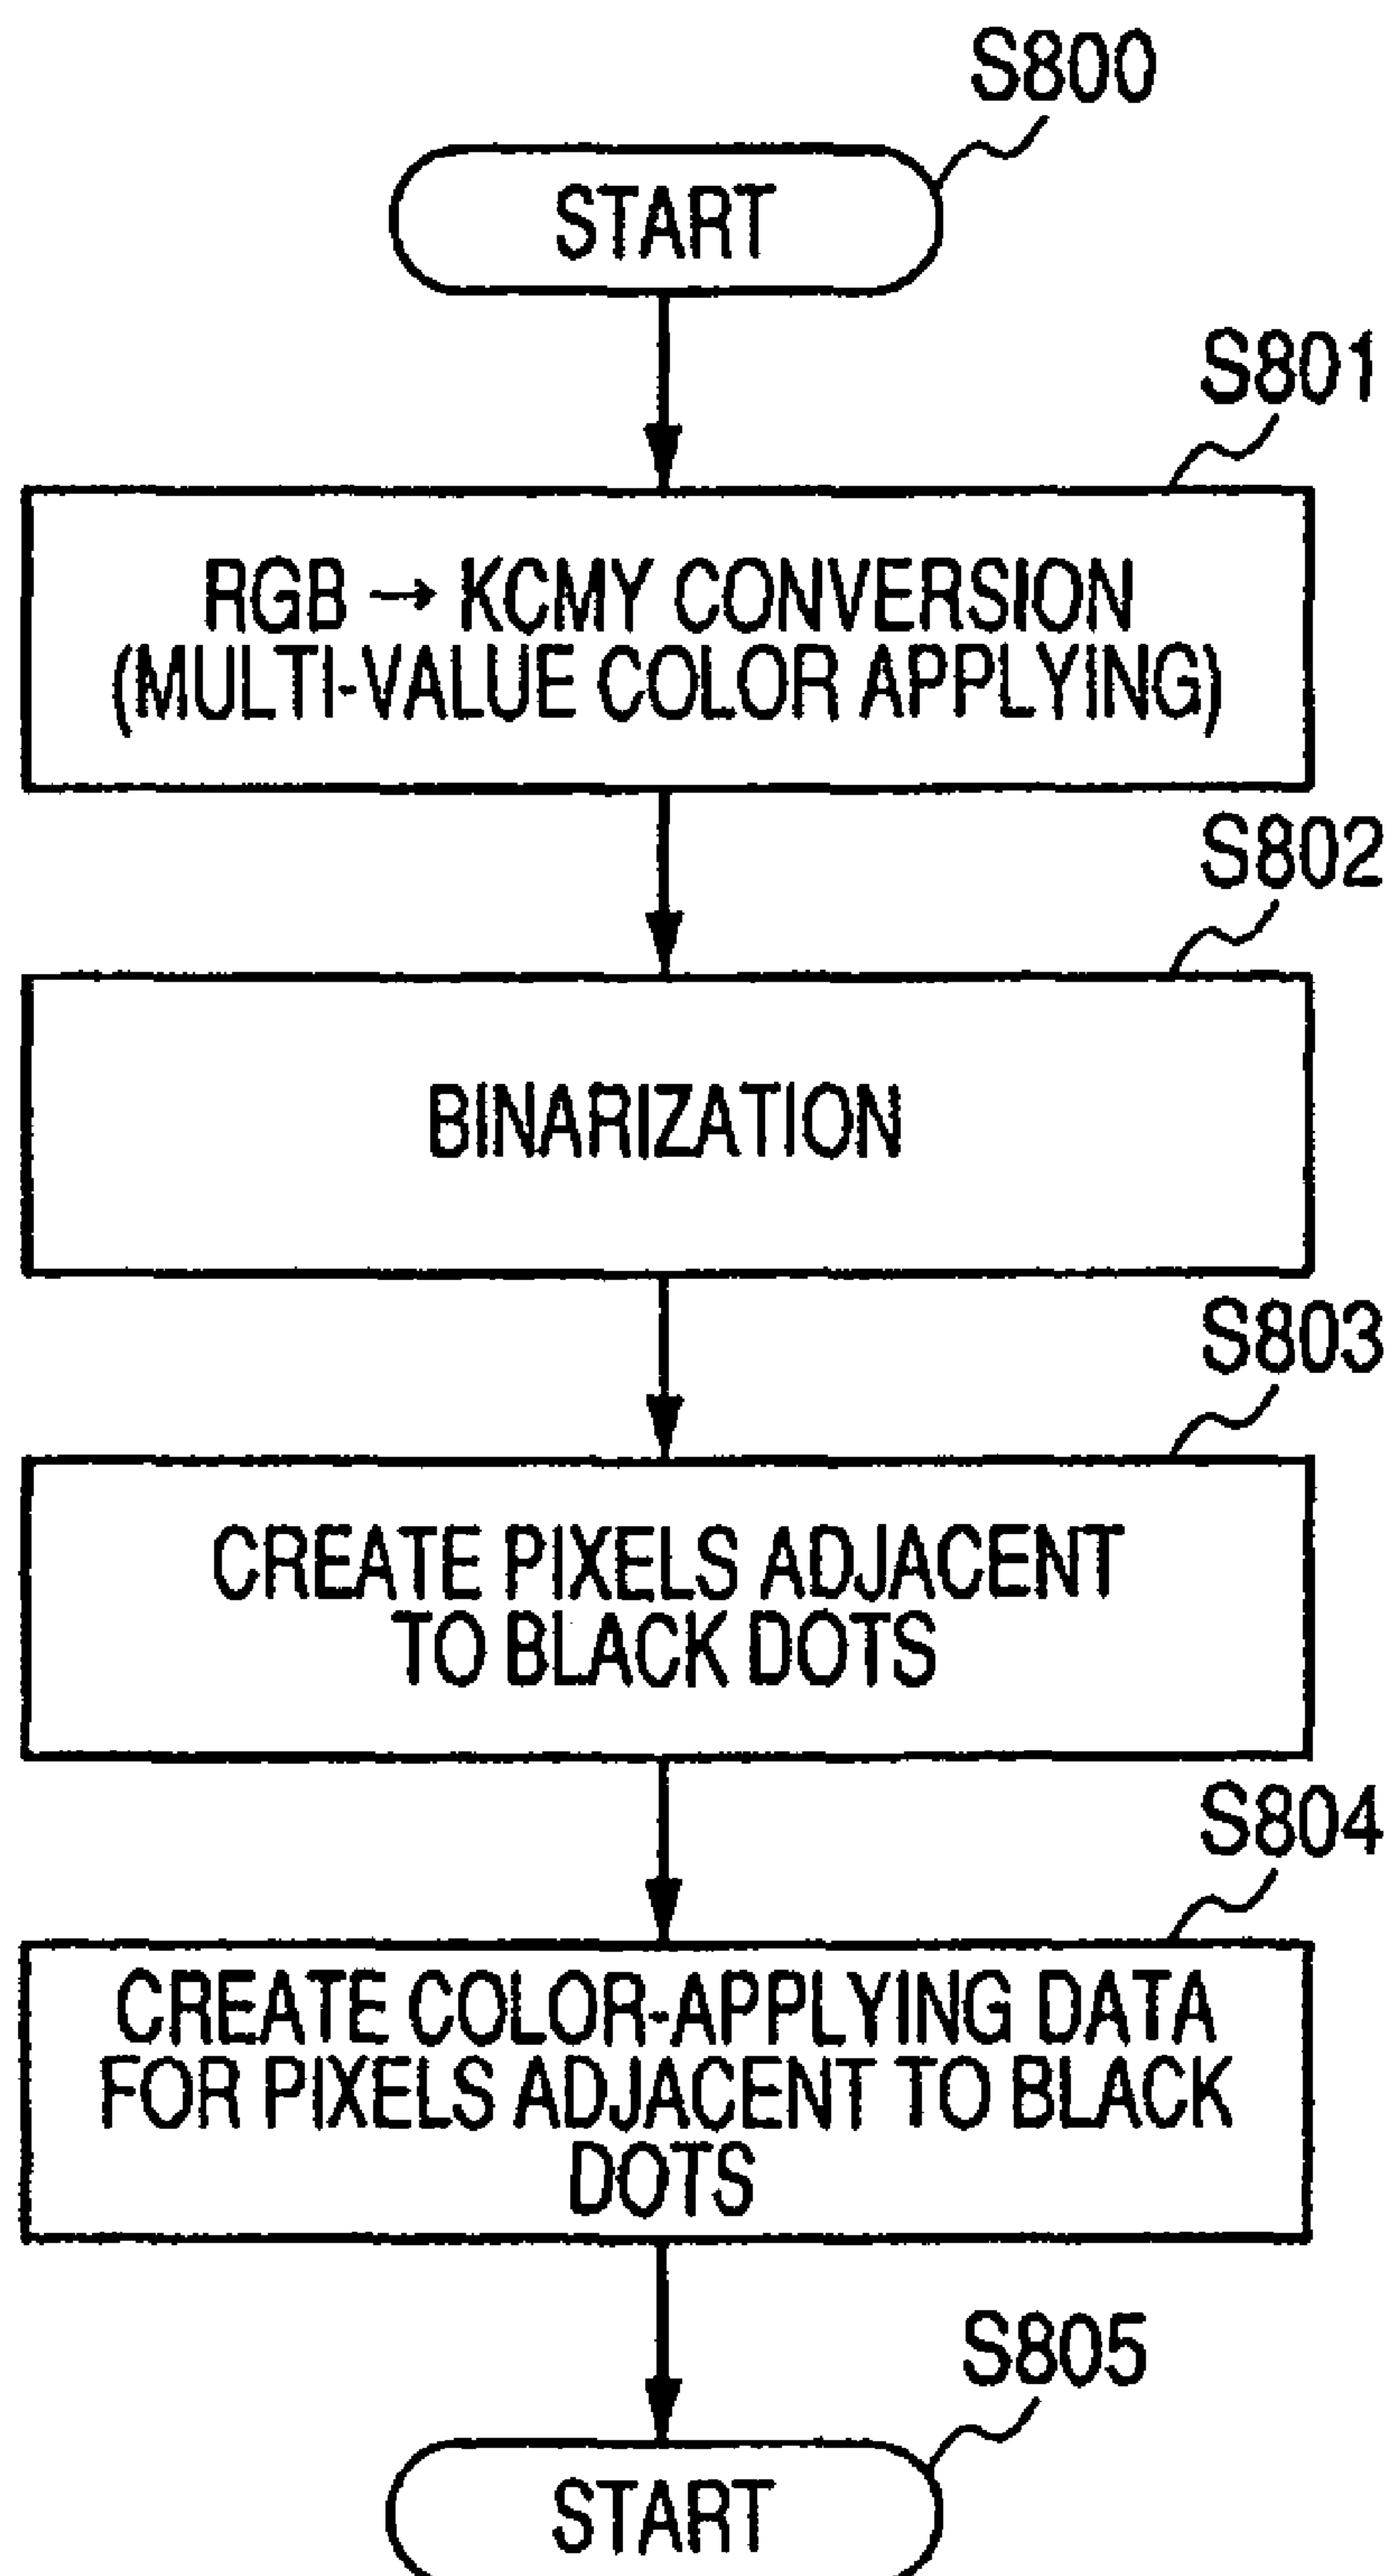 S800
START
S801
RGB → KCMY CONVERSION
(MULTI-VALUE COLOR APPLYING)
S802
BINARIZATION
S803
CREATE PIXELS ADJACENT
TO BLACK DOTS
S804
CREATE COLOR-APPLYING DATA
FOR PIXELS ADJACENT TO BLACK
DOTS
S805
START